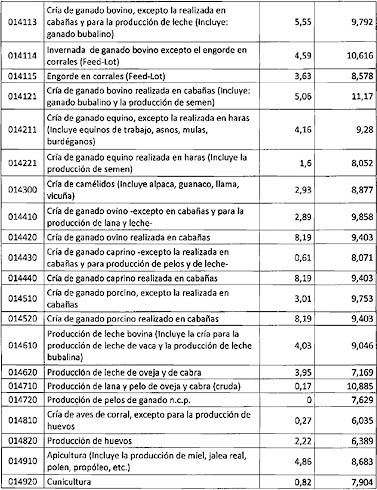 014113 Cría de ganado bovino, excepto la realizada en cabañas y para la producción de leche (Incluye: ganado bubalino) 5,55 9,792
014114 Invernada de ganado bovino excepto el engorde en corrales (Feed-Lot) 4,59 10,616
014115 Engorde en corrales (Feed-Lot) 3,63 8,578
014121 Cría de ganado bovino realizada en cabañas (Incluye: ganado bubalino y la producción de semen) 5,06 11,17
014211 Cría de ganado equino, excepto la realizada en haras (Incluye equinos de trabajo, asnos, mulas, burdéganos) 4,16 9,28
014221 Cría de ganado equino realizada en haras (Incluye la producción de semen) 1,6 8,052
014300 Cría de camélidos (Incluye alpaca, guanaco, llama, vicuña) 2,93 8,877
014410 Cría de ganado ovino -excepto en cabañas y para la producción de lana y leche- 2,89 9,858
014420 Cría de ganado ovino realizada en cabañas 8,19 9,403
014430 Cría de ganado caprino -excepto la realizada en cabañas y para producción de pelos y de leche- 0,61 8,071
014440 Cría de ganado caprino realizada en cabañas 8,19 9,403
014510 Cría de ganado porcino, excepto la realizada en cabañas 3,01 9,753
014520 Cría de ganado porcino realizado en cabañas 8,19 9,403
014610 Producción de leche bovina (Incluye la cría para la producción de leche de vaca y la producción de leche bubalina) 4,03 9,046
014620 Producción de leche de oveja y de cabra 3,95 7,169
014710 Producción de lana y pelo de oveja y cabra (cruda) 0,17 10,885
014720 Producción de pelos de ganado n.c.p. 0 7,629
014810 Cría de aves de corral, excepto para la producción de huevos 0,27 6,035
014820 Producción de huevos 2,22 6,389
014910 Apicultura (Incluye la producción de miel, jalea real, polen, propóleo, etc.) 4,86 8,683
014920 Cunicultura 0,82 7,904